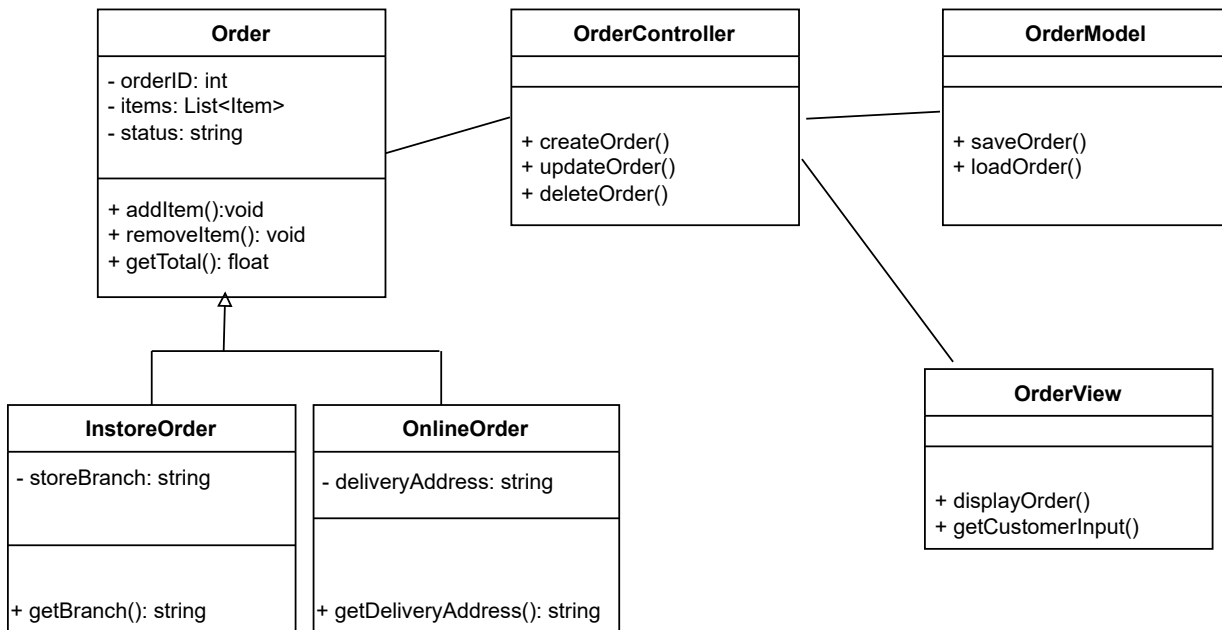 Order
- orderID: int
- items: List<Item>
- status: string
+ addItem():void
+ removeItem(): void
+ getTotal(): float
OrderController
+ createOrder()
+ updateOrder()
+ deleteOrder()
OrderModel
+ saveOrder()
+ loadOrder()
InstoreOrder
- storeBranch: string
+ getBranch(): string
OnlineOrder
- deliveryAddress: string
+ getDeliveryAddress(): string
OrderView
+ displayOrder()
+ getCustomerInput()